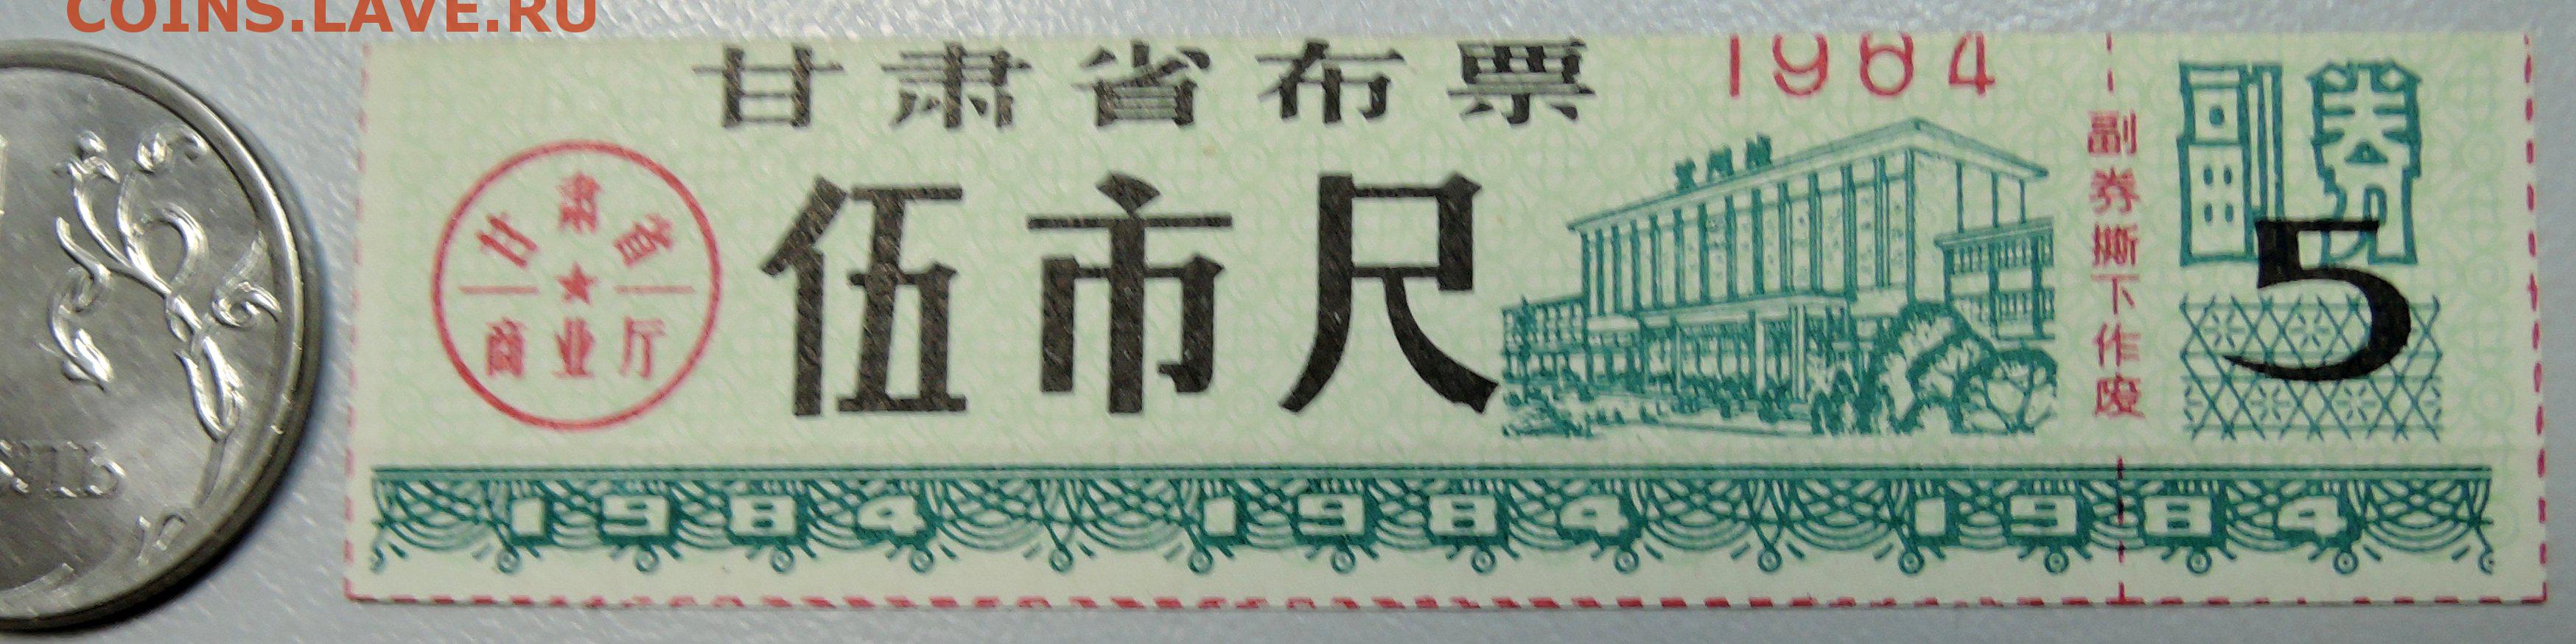 COINS.LAVE.RU
甘肃省布票 1984
甘肃省
商业厅
伍市尺
副券撕下作废
副券
5
1984 1984 1984